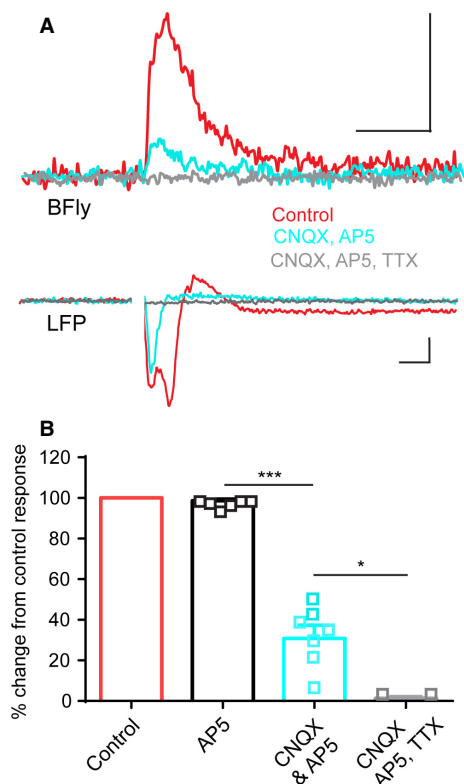 A
BFly
Control
CNQX, AP5
CNQX, AP5, TTX
LFP
B
% change from control response
120
100
80
60
40
20
0
***
*
Control
AP5
CNQX
& AP5
CNQX
AP5, TTX